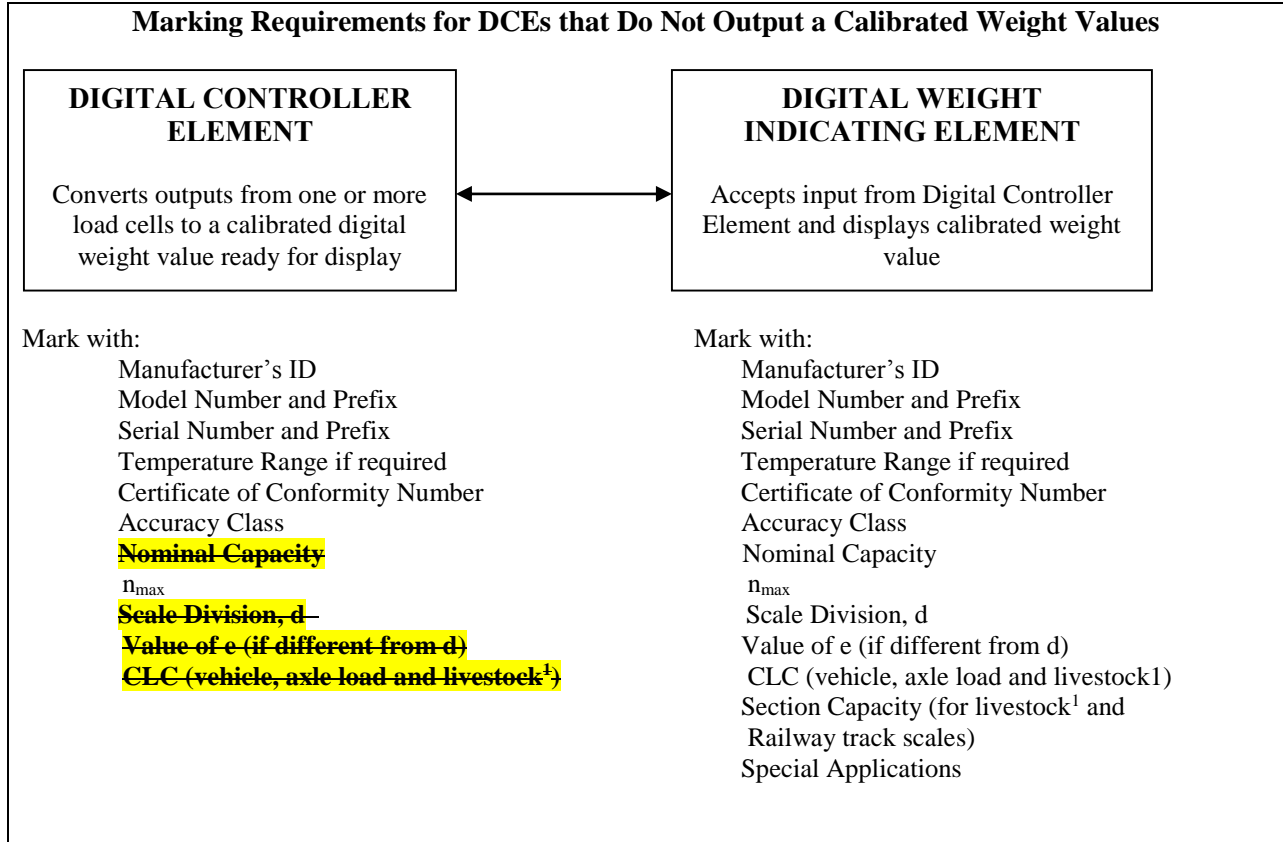 Marking Requirements for DCEs that Do Not Output a Calibrated Weight Values
DIGITAL CONTROLLER
ELEMENT
Converts outputs from one or more
load cells to a calibrated digital
weight value ready for display
DIGITAL WEIGHT
INDICATING ELEMENT
Accepts input from Digital Controller
Element and displays calibrated weight
value
Mark with:
Manufacturer’s ID
Model Number and Prefix
Serial Number and Prefix
Temperature Range if required
Certificate of Conformity Number
Accuracy Class
Nominal Capacity
nmax
Scale Division, d
Value of e (if different from d)
CLC (vehicle, axle load and livestock1)
Mark with:
Manufacturer’s ID
Model Number and Prefix
Serial Number and Prefix
Temperature Range if required
Certificate of Conformity Number
Accuracy Class
Nominal Capacity
nmax
Scale Division, d
Value of e (if different from d)
CLC (vehicle, axle load and livestock1)
Section Capacity (for livestock1 and
Railway track scales)
Special Applications